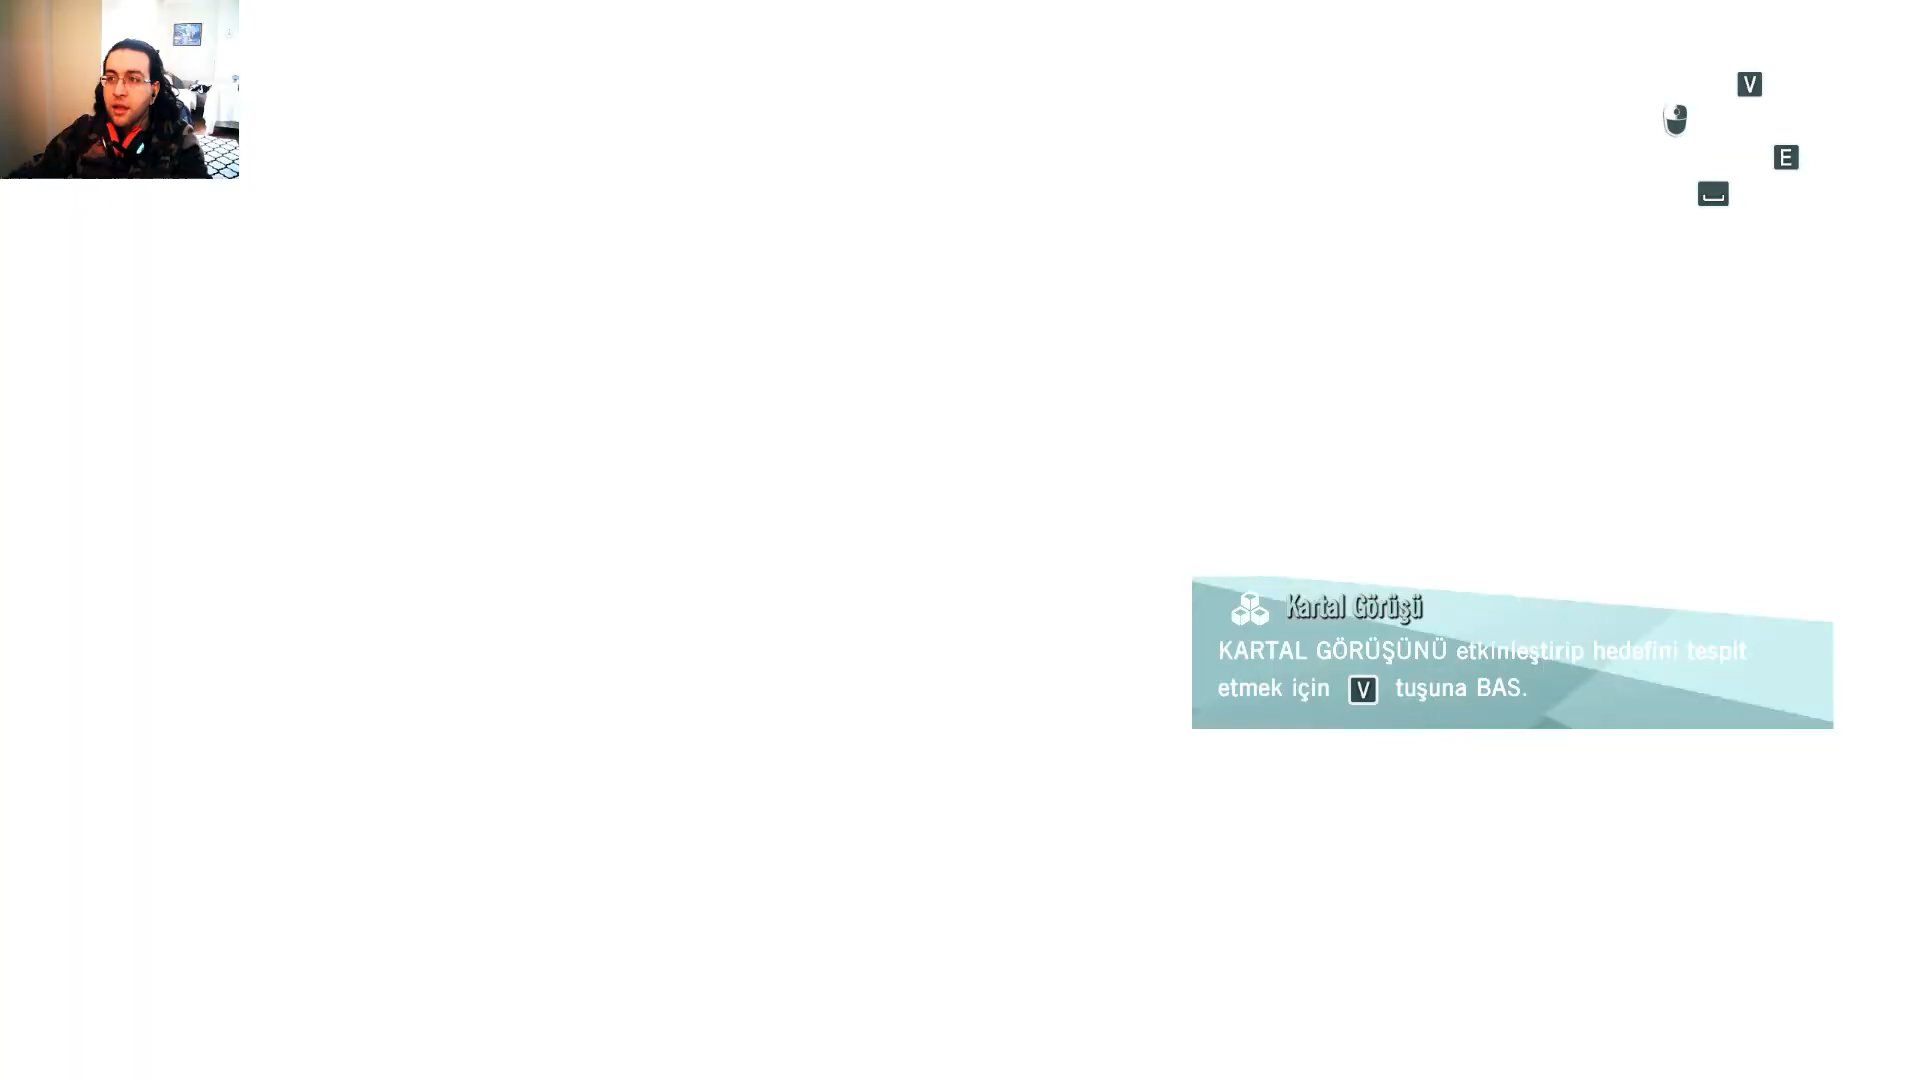 V
E
Kartal Görüşü
KARTAL GÖRÜŞÜNÜ etkinleştirip hedefini tespit
etmek için V tuşuna BAS.